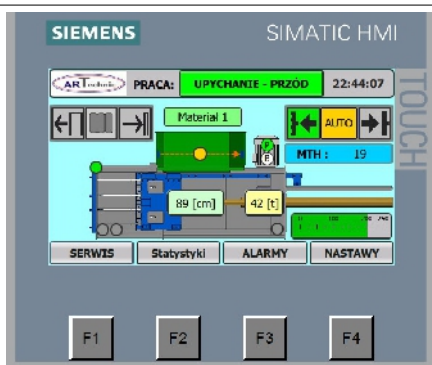 SIEMENS SIMATIC HMI
ARTechnic PRACA: UPYCHANIE - PRZÓD 22:44:07
Materiał 1
AUTO
MTH : 19
89 [cm] 42 [t]
SERWIS Statystyki ALARMY NASTAWY
TOUCH
F1 F2 F3 F4